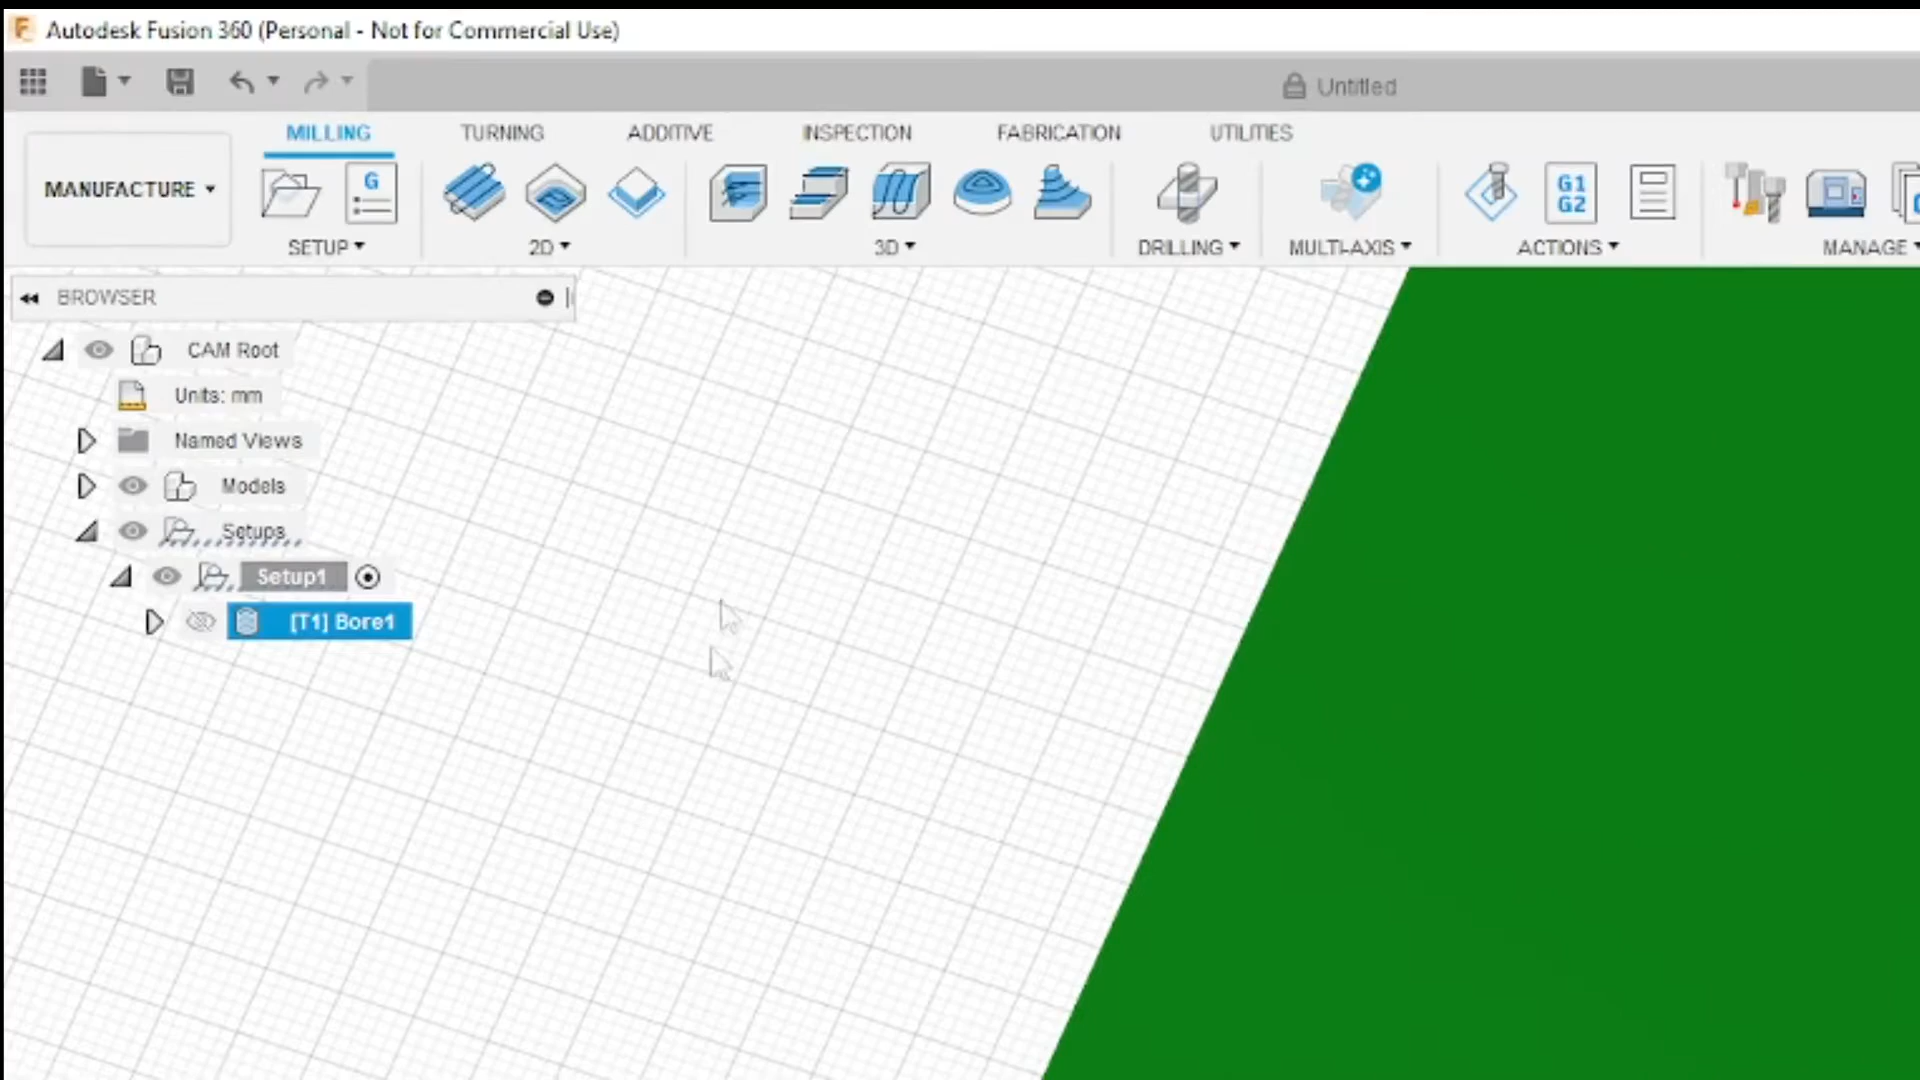 Autodesk Fusion 360 (Personal - Not for Commercial Use)
Untitled
MILLING TURNING ADDITIVE INSPECTION FABRICATION UTILITIES
MANUFACTURE
G
G1
G2
SETUP 2D 3D DRILLING MULTI-AXIS ACTIONS MANAGE
BROWSER
CAM Root
Units: mm
Named Views
Models
Setups
Setup1
[T1] Bore1